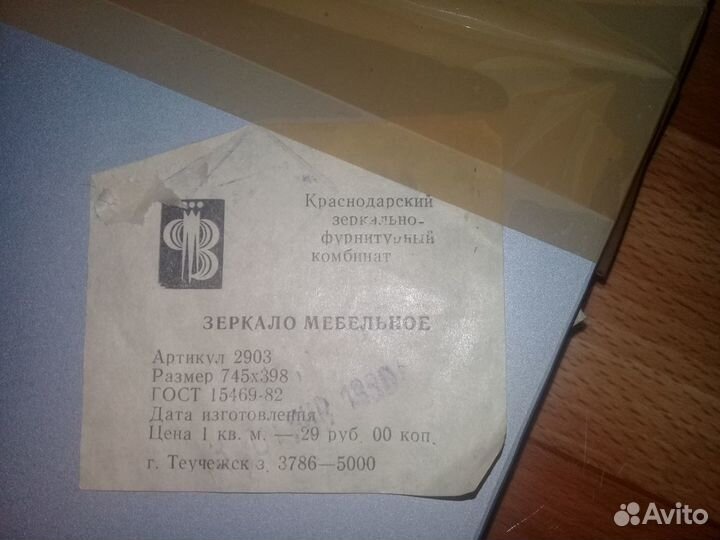 Краснодарский
зеркально-
фурнитурный
комбинат
ЗЕРКАЛО МЕБЕЛЬНОЕ
Артикул 2903
Размер 745х398
ГОСТ 15469-82
Дата изготовления
Цена 1 кв. м. — 29 руб. 00 коп.
г. Теучежск з. 3786—5000
Avito